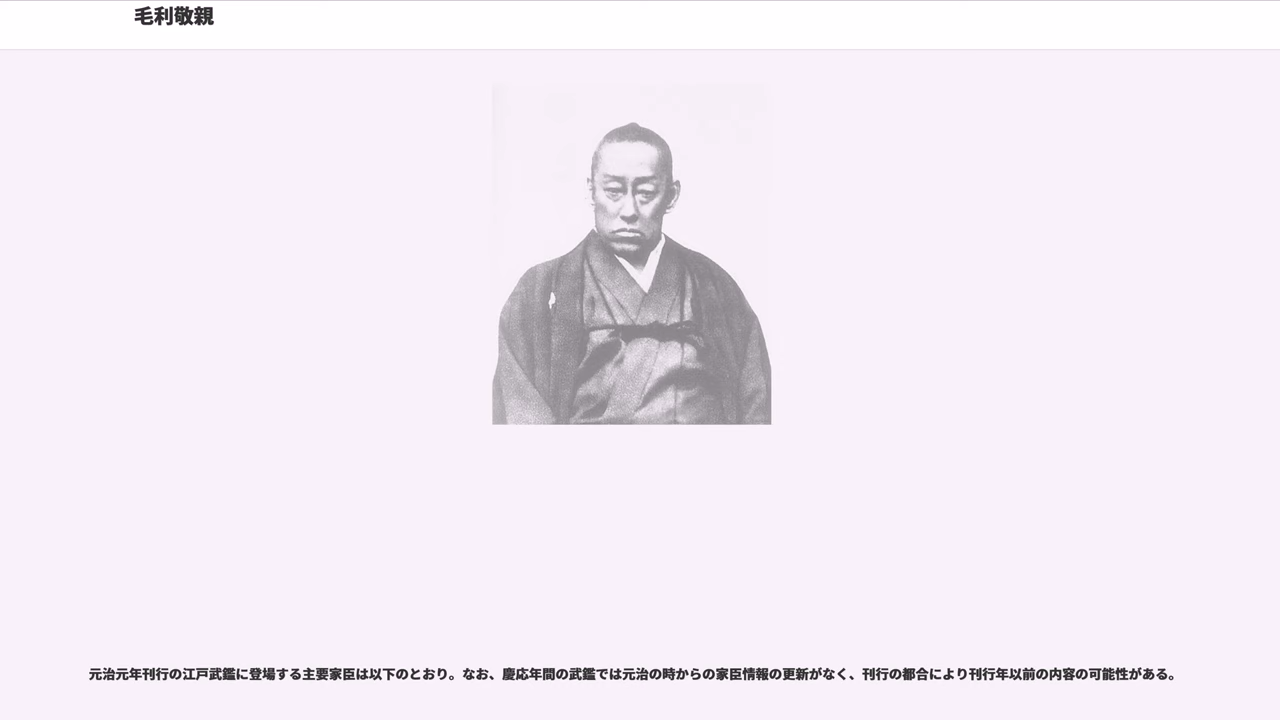 毛利敬親
元治元年刊行の江戸武鑑に登場する主要家臣は以下のとおり。なお、慶応年間の武鑑では元治の時からの家臣情報の更新がなく、刊行の都合により刊行年以前の内容の可能性がある。